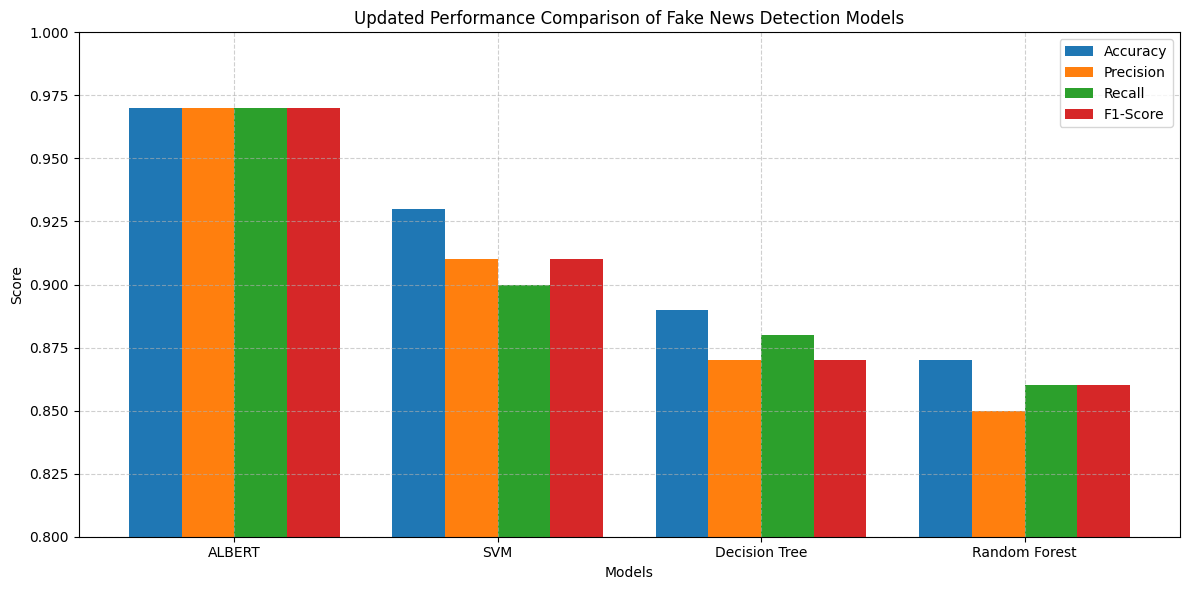 Updated Performance Comparison of Fake News Detection Models
1.000
0.975
0.950
0.925
0.900
0.875
0.850
0.825
0.800
Score
Accuracy
Precision
Recall
F1-Score
ALBERT
SVM
Decision Tree
Random Forest
Models